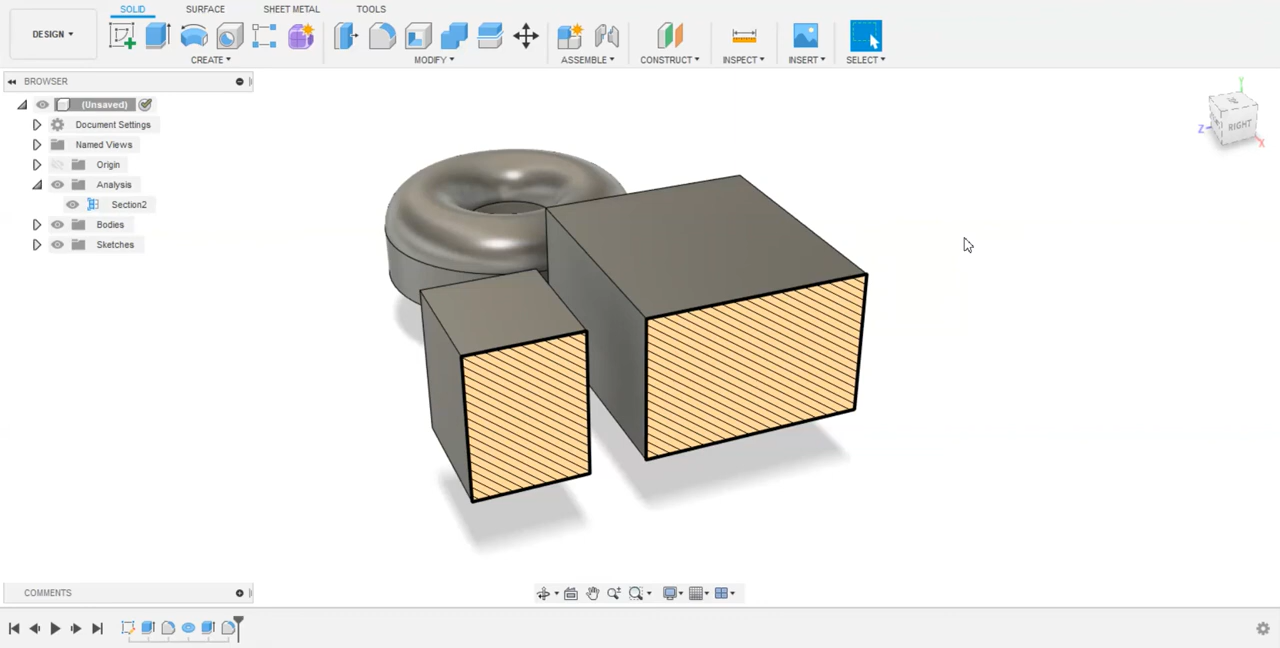 SOLID SURFACE SHEET METAL TOOLS
DESIGN
CREATE MODIFY ASSEMBLE CONSTRUCT INSPECT INSERT SELECT
BROWSER
(Unsaved)
Document Settings
Named Views
Origin
Analysis
Section2
Bodies
Sketches
Y
Z
RIGHT
X
COMMENTS